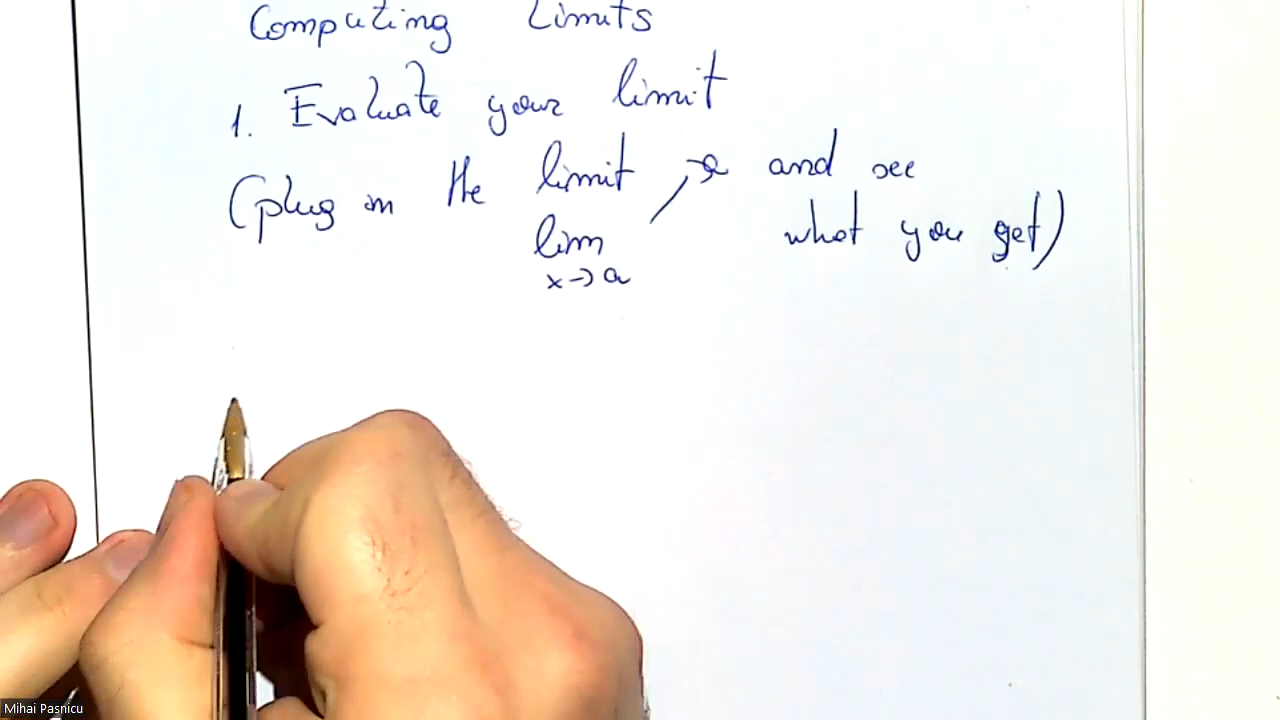 Computing Limits
1. Evaluate your limit
(plug in the limit a and see
what you get)
lim
x→a
Mihai Pasnicu